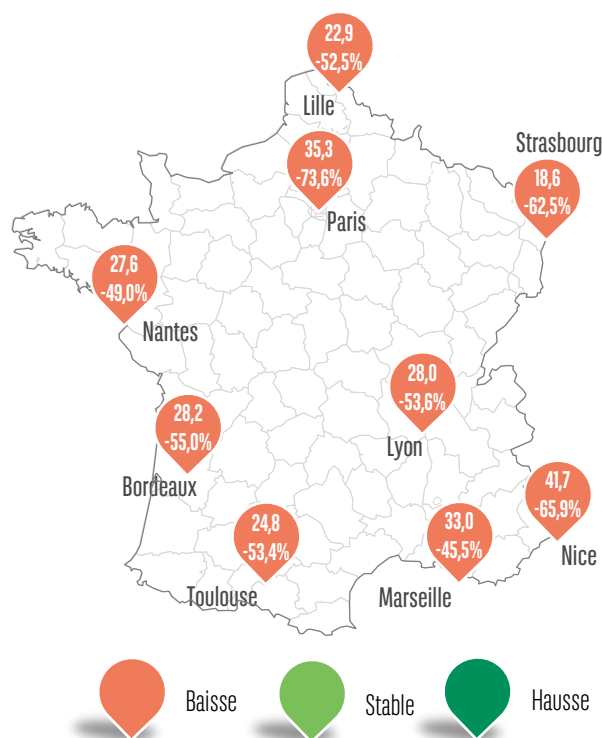 22,9
-52,5%
Lille
35,3
-73,6%
Paris
Strasbourg
18,6
-62,5%
27,6
-49,0%
Nantes
28,0
-53,6%
Lyon
28,2
-55,0%
Bordeaux
41,7
-65,9%
Nice
24,8
-53,4%
Toulouse
33,0
-45,5%
Marseille
Baisse
Stable
Hausse